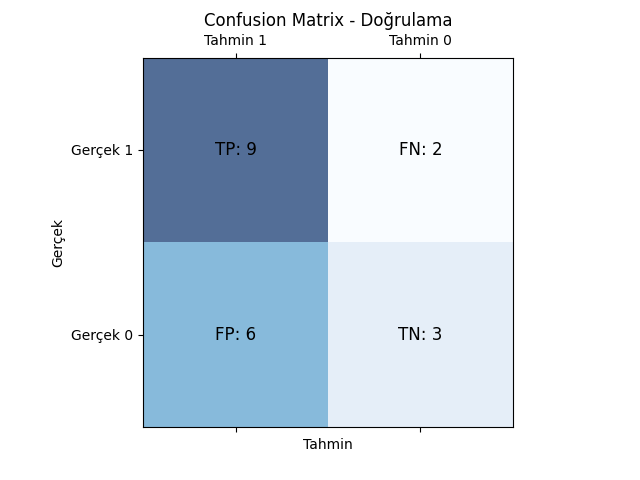 Confusion Matrix - Doğrulama
Tahmin 1 Tahmin 0
Gerçek 1
TP: 9 FN: 2
Gerçek
Gerçek 0
FP: 6 TN: 3
Tahmin